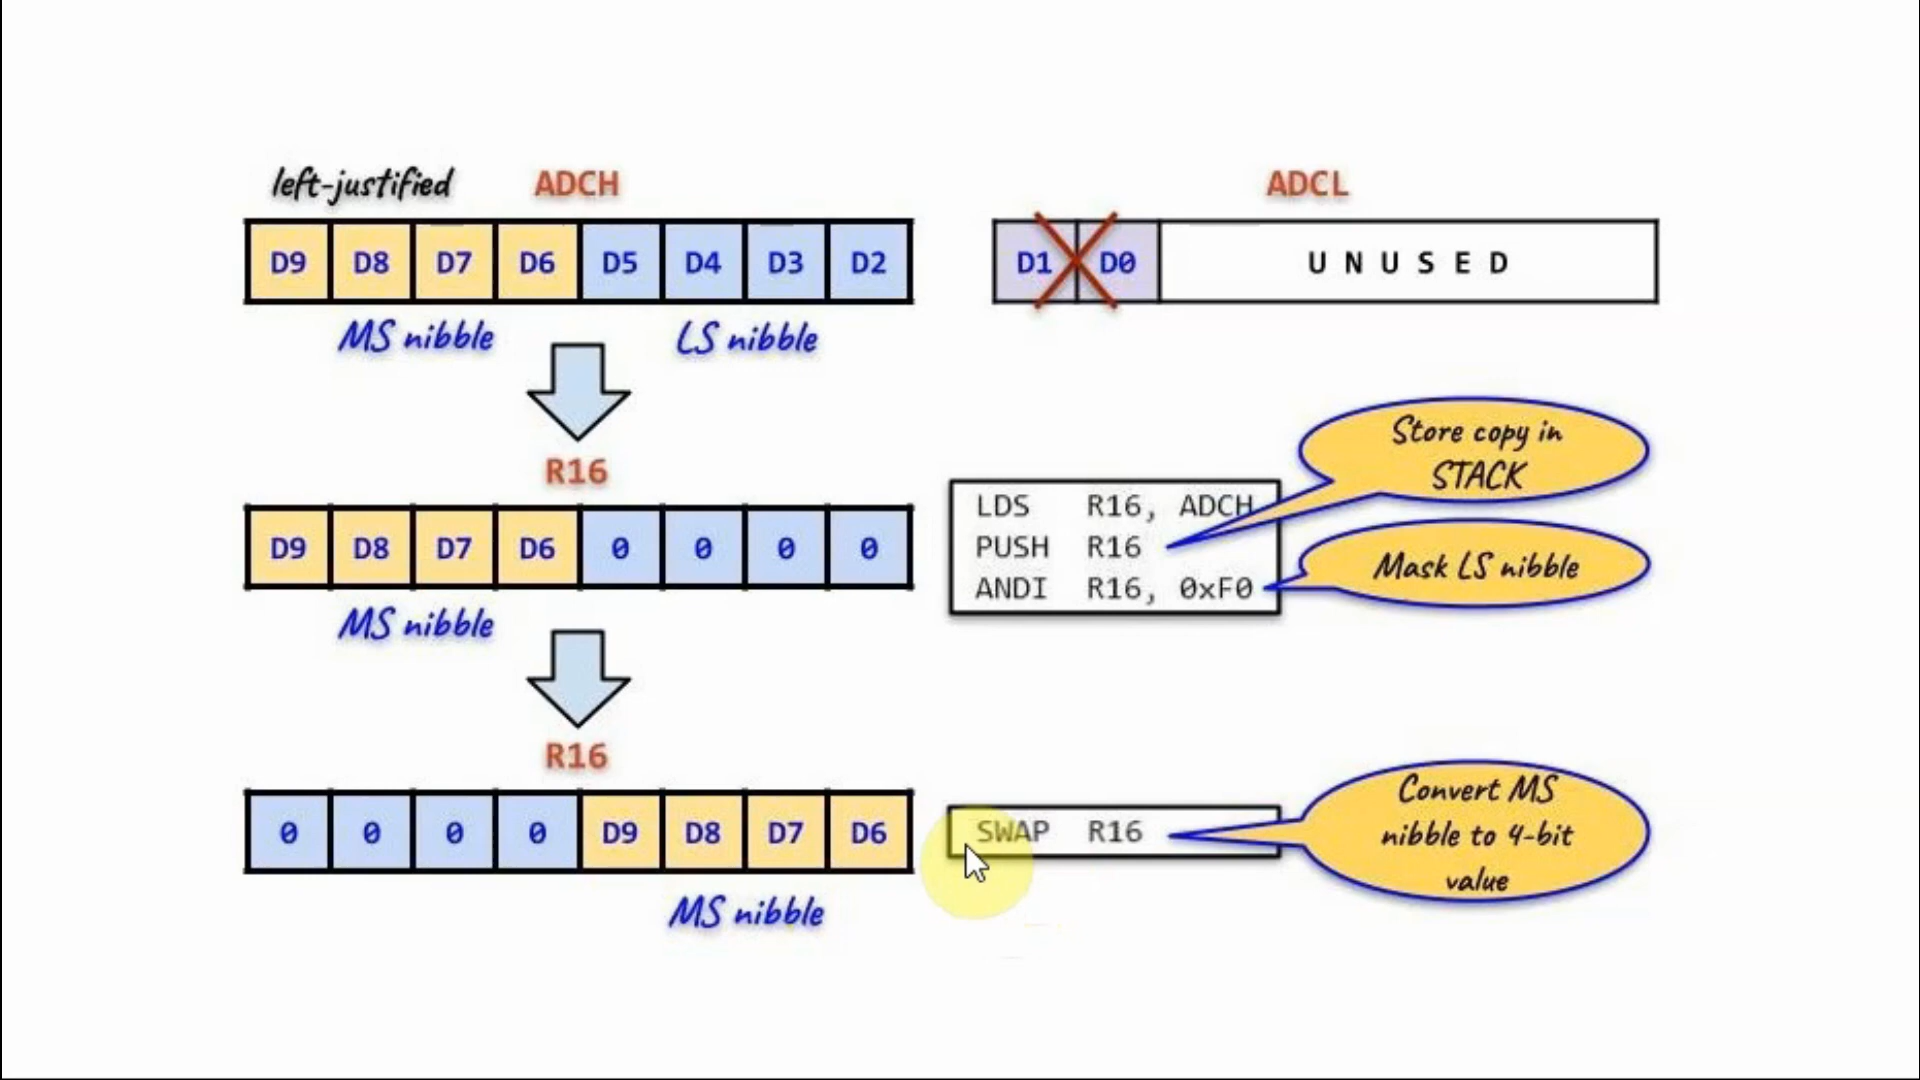 left-justified
ADCH
ADCL
D9 D8 D7 D6 D5 D4 D3 D2
D1 D0 UNUSED
MS nibble
LS nibble
R16
D9 D8 D7 D6 0 0 0 0
MS nibble
LDS R16, ADCH
PUSH R16
ANDI R16, 0xF0
Store copy in
STACK
Mask LS nibble
R16
0 0 0 0 D9 D8 D7 D6
MS nibble
SWAP R16
Convert MS
nibble to 4-bit
value